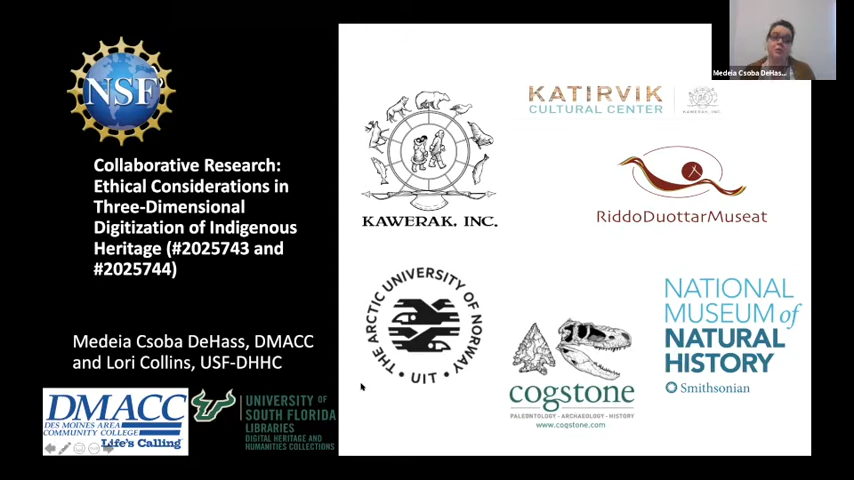 NSF
Collaborative Research:
Ethical Considerations in
Three-Dimensional
Digitization of Indigenous
Heritage (#2025743 and
#2025744)
Medeia Csoba DeHass, DMACC
and Lori Collins, USF-DHHC
DMACC
DES MOINES AREA
COMMUNITY COLLEGE
Life's Calling
UNIVERSITY OF
SOUTH FLORIDA
LIBRARIES
DIGITAL HERITAGE AND
HUMANITIES COLLECTIONS
KAWERAK, INC.
KATIRVIK
CULTURAL CENTER
KAWERAK, INC.
RiddoDuottarMuseat
THE ARCTIC UNIVERSITY OF NORWAY
UIT
cogstone
PALEONTOLOGY - ARCHAEOLOGY - HISTORY
www.cogstone.com
NATIONAL
MUSEUM of
NATURAL
HISTORY
Smithsonian
Medeia Csoba DeHass...